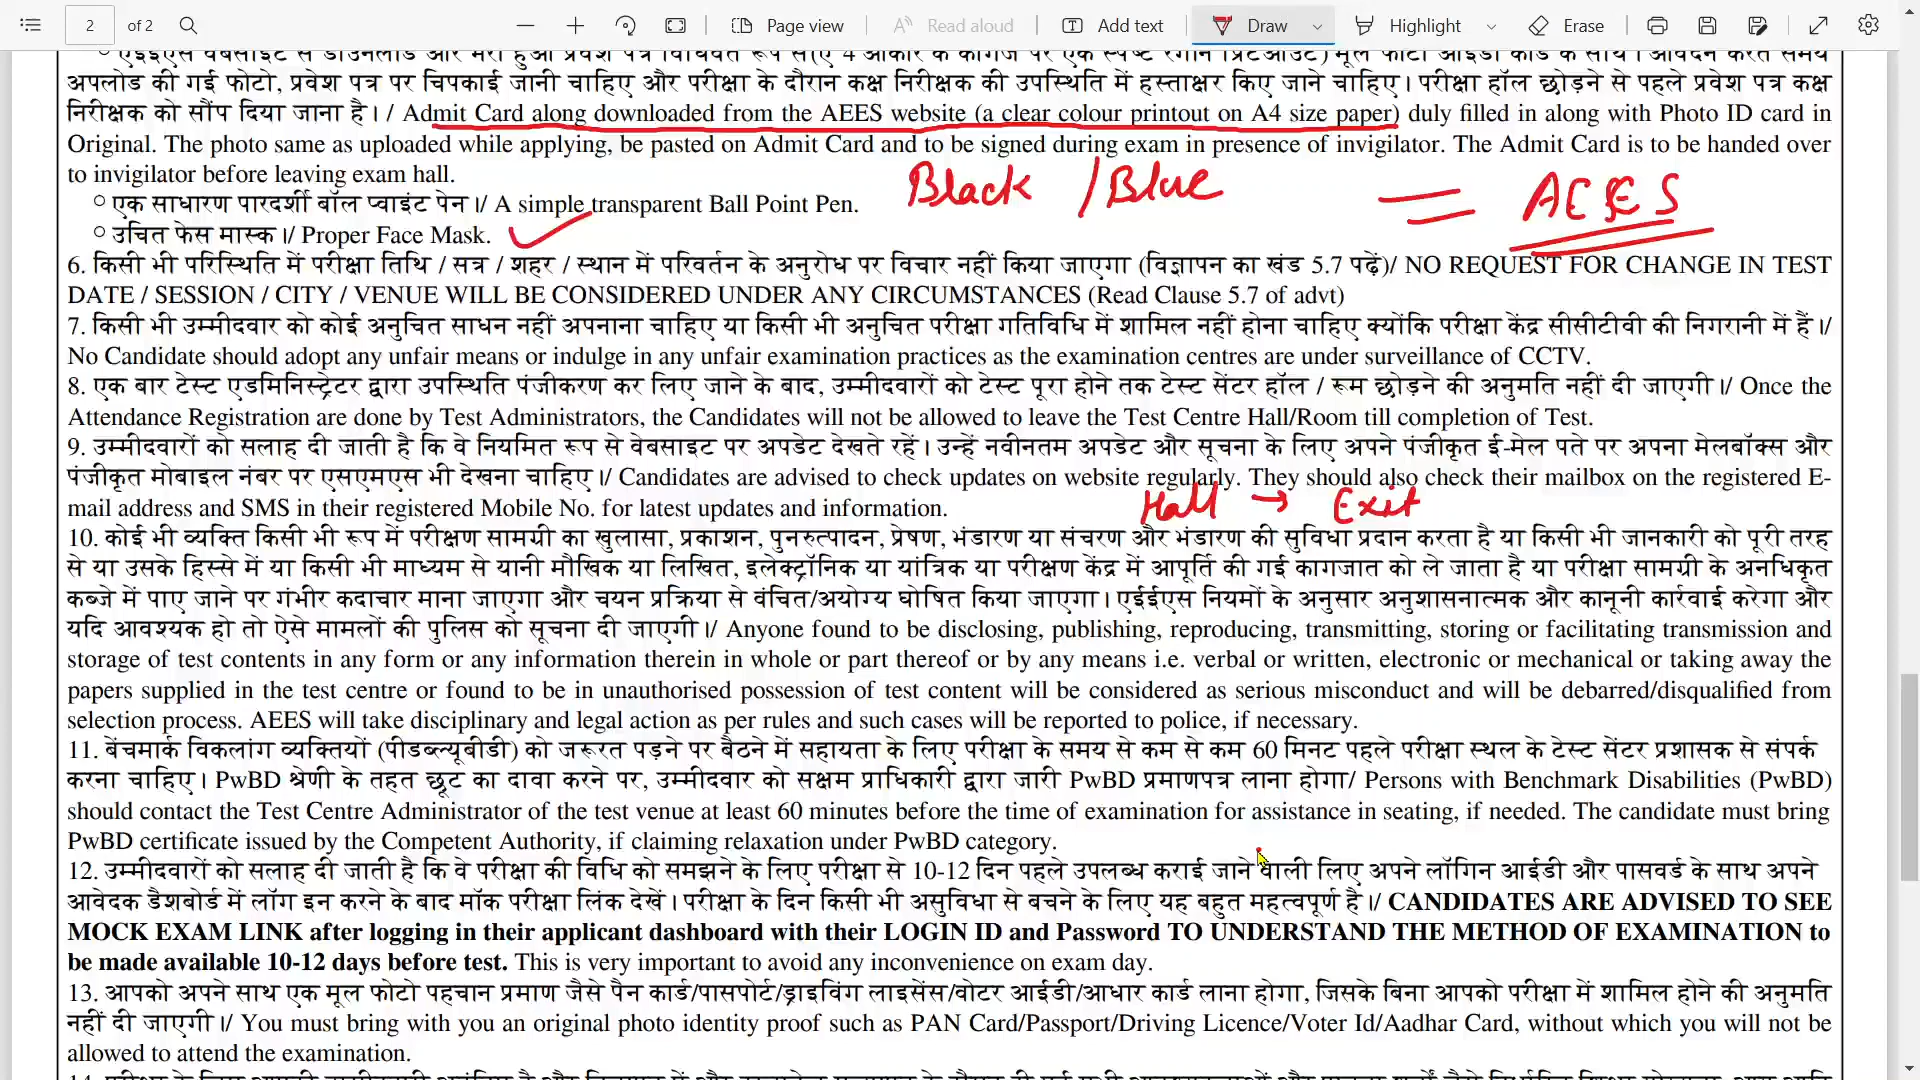 2 of 2 Page view Read aloud Add text Draw Highlight Erase
एईईएस वेबसाइट से डाउनलोड और भरा हुआ प्रवेश पत्र विधिवत रूप से(ए 4 आकार के कागज पर एक स्पष्ट रंगीन प्रिंटआउट) मूल फोटो आईडी कार्ड के साथ। आवेदन करते समय
अपलोड की गई फोटो, प्रवेश पत्र पर चिपकाई जानी चाहिए और परीक्षा के दौरान कक्ष निरीक्षक की उपस्थिति में हस्ताक्षर किए जाने चाहिए। परीक्षा हॉल छोड़ने से पहले प्रवेश पत्र कक्ष
निरीक्षक को सौंप दिया जाना है। / Admit Card along downloaded from the AEES website (a clear colour printout on A4 size paper) duly filled in along with Photo ID card in
Original. The photo same as uploaded while applying, be pasted on Admit Card and to be signed during exam in presence of invigilator. The Admit Card is to be handed over
to invigilator before leaving exam hall.
Black / Blue = AEES
○ एक साधारण पारदर्शी बॉल प्वाइंट पेन।/ A simple transparent Ball Point Pen.
○ उचित फेस मास्क।/ Proper Face Mask.
6. किसी भी परिस्थिति में परीक्षा तिथि / सत्र / शहर / स्थान में परिवर्तन के अनुरोध पर विचार नहीं किया जाएगा (विज्ञापन का खंड 5.7 पढ़ें)/ NO REQUEST FOR CHANGE IN TEST
DATE / SESSION / CITY / VENUE WILL BE CONSIDERED UNDER ANY CIRCUMSTANCES (Read Clause 5.7 of advt)
7. किसी भी उम्मीदवार को कोई अनुचित साधन नहीं अपनाना चाहिए या किसी भी अनुचित परीक्षा गतिविधि में शामिल नहीं होना चाहिए क्योंकि परीक्षा केंद्र सीसीटीवी की निगरानी में हैं।/
No Candidate should adopt any unfair means or indulge in any unfair examination practices as the examination centres are under surveillance of CCTV.
8. एक बार टेस्ट एडमिनिस्ट्रेटर द्वारा उपस्थिति पंजीकरण कर लिए जाने के बाद, उम्मीदवारों को टेस्ट पूरा होने तक टेस्ट सेंटर हॉल / रूम छोड़ने की अनुमति नहीं दी जाएगी।/ Once the
Attendance Registration are done by Test Administrators, the Candidates will not be allowed to leave the Test Centre Hall/Room till completion of Test.
9. उम्मीदवारों को सलाह दी जाती है कि वे नियमित रूप से वेबसाइट पर अपडेट देखते रहें। उन्हें नवीनतम अपडेट और सूचना के लिए अपने पंजीकृत ई-मेल पते पर अपना मेलबॉक्स और
पंजीकृत मोबाइल नंबर पर एसएमएस भी देखना चाहिए।/ Candidates are advised to check updates on website regularly. They should also check their mailbox on the registered E-
mail address and SMS in their registered Mobile No. for latest updates and information.
Hall → Exit
10. कोई भी व्यक्ति किसी भी रूप में परीक्षण सामग्री का खुलासा, प्रकाशन, पुनरुत्पादन, प्रेषण, भंडारण या संचरण और भंडारण की सुविधा प्रदान करता है या किसी भी जानकारी को पूरी तरह
से या उसके हिस्से में या किसी भी माध्यम से यानी मौखिक या लिखित, इलेक्ट्रॉनिक या यांत्रिक या परीक्षण केंद्र में आपूर्ति की गई कागजात को ले जाता है या परीक्षा सामग्री के अनधिकृत
कब्जे में पाए जाने पर गंभीर कदाचार माना जाएगा और चयन प्रक्रिया से वंचित/अयोग्य घोषित किया जाएगा। एईईएस नियमों के अनुसार अनुशासनात्मक और कानूनी कार्रवाई करेगा और
यदि आवश्यक हो तो ऐसे मामलों की पुलिस को सूचना दी जाएगी।/ Anyone found to be disclosing, publishing, reproducing, transmitting, storing or facilitating transmission and
storage of test contents in any form or any information therein in whole or part thereof or by any means i.e. verbal or written, electronic or mechanical or taking away the
papers supplied in the test centre or found to be in unauthorised possession of test content will be considered as serious misconduct and will be debarred/disqualified from
selection process. AEES will take disciplinary and legal action as per rules and such cases will be reported to police, if necessary.
11. बेंचमार्क विकलांग व्यक्तियों (पीडब्ल्यूबीडी) को जरूरत पड़ने पर बैठने में सहायता के लिए परीक्षा के समय से कम से कम 60 मिनट पहले परीक्षा स्थल के टेस्ट सेंटर प्रशासक से संपर्क
करना चाहिए। PwBD श्रेणी के तहत छूट का दावा करने पर, उम्मीदवार को सक्षम प्राधिकारी द्वारा जारी PwBD प्रमाणपत्र लाना होगा/ Persons with Benchmark Disabilities (PwBD)
should contact the Test Centre Administrator of the test venue at least 60 minutes before the time of examination for assistance in seating, if needed. The candidate must bring
PwBD certificate issued by the Competent Authority, if claiming relaxation under PwBD category.
12. उम्मीदवारों को सलाह दी जाती है कि वे परीक्षा की विधि को समझने के लिए परीक्षा से 10-12 दिन पहले उपलब्ध कराई जाने वाली लिए अपने लॉगिन आईडी और पासवर्ड के साथ अपने
आवेदक डैशबोर्ड में लॉग इन करने के बाद मॉक परीक्षा लिंक देखें। परीक्षा के दिन किसी भी असुविधा से बचने के लिए यह बहुत महत्वपूर्ण है।/ CANDIDATES ARE ADVISED TO SEE
MOCK EXAM LINK after logging in their applicant dashboard with their LOGIN ID and Password TO UNDERSTAND THE METHOD OF EXAMINATION to
be made available 10-12 days before test. This is very important to avoid any inconvenience on exam day.
13. आपको अपने साथ एक मूल फोटो पहचान प्रमाण जैसे पैन कार्ड/पासपोर्ट/ड्राइविंग लाइसेंस/वोटर आईडी/आधार कार्ड लाना होगा, जिसके बिना आपको परीक्षा में शामिल होने की अनुमति
नहीं दी जाएगी।/ You must bring with you an original photo identity proof such as PAN Card/Passport/Driving Licence/Voter Id/Aadhar Card, without which you will not be
allowed to attend the examination.